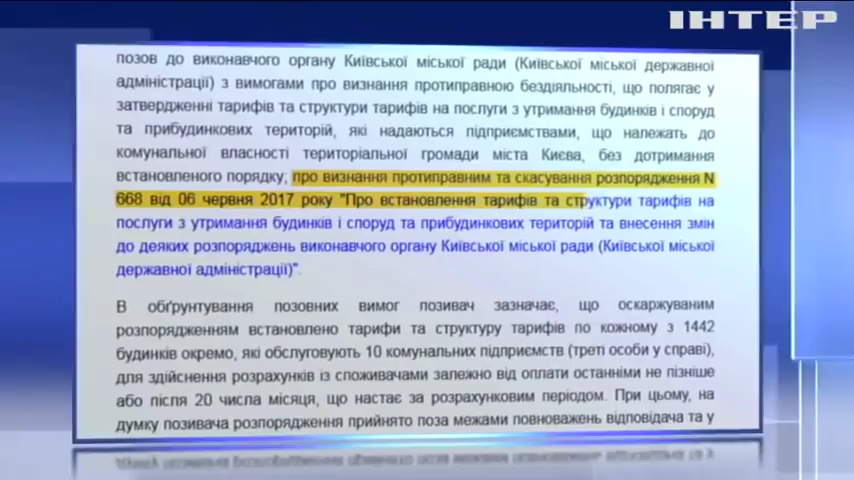 ІНТЕР
позов до виконавчого органу Київської міської ради (Київської міської державної
адміністрації) з вимогами про визнання протиправною бездіяльності, що полягає у
затвердженні тарифів та структури тарифів на послуги з утримання будинків і споруд
та прибудинкових територій, які надаються підприємствами, що належать до
комунальної власності територіальної громади міста Києва, без дотримання
встановленого порядку; про визнання протиправним та скасування розпорядження N
668 від 06 червня 2017 року "Про встановлення тарифів та структури тарифів на
послуги з утримання будинків і споруд та прибудинкових територій та внесення змін
до деяких розпоряджень виконавчого органу Київської міської ради (Київської міської
державної адміністрації)".
В обґрунтування позовних вимог позивач зазначає, що оскаржуваним
розпорядженням встановлено тарифи та структуру тарифів по кожному з 1442
будинків окремо, які обслуговують 10 комунальних підприємств (треті особи у справі),
для здійснення розрахунків із споживачами залежно від оплати останніми не пізніше
або після 20 числа місяця, що настає за розрахунковим періодом. При цьому, на
думку позивача розпорядження прийнято поза межами повноважень відповідача та у